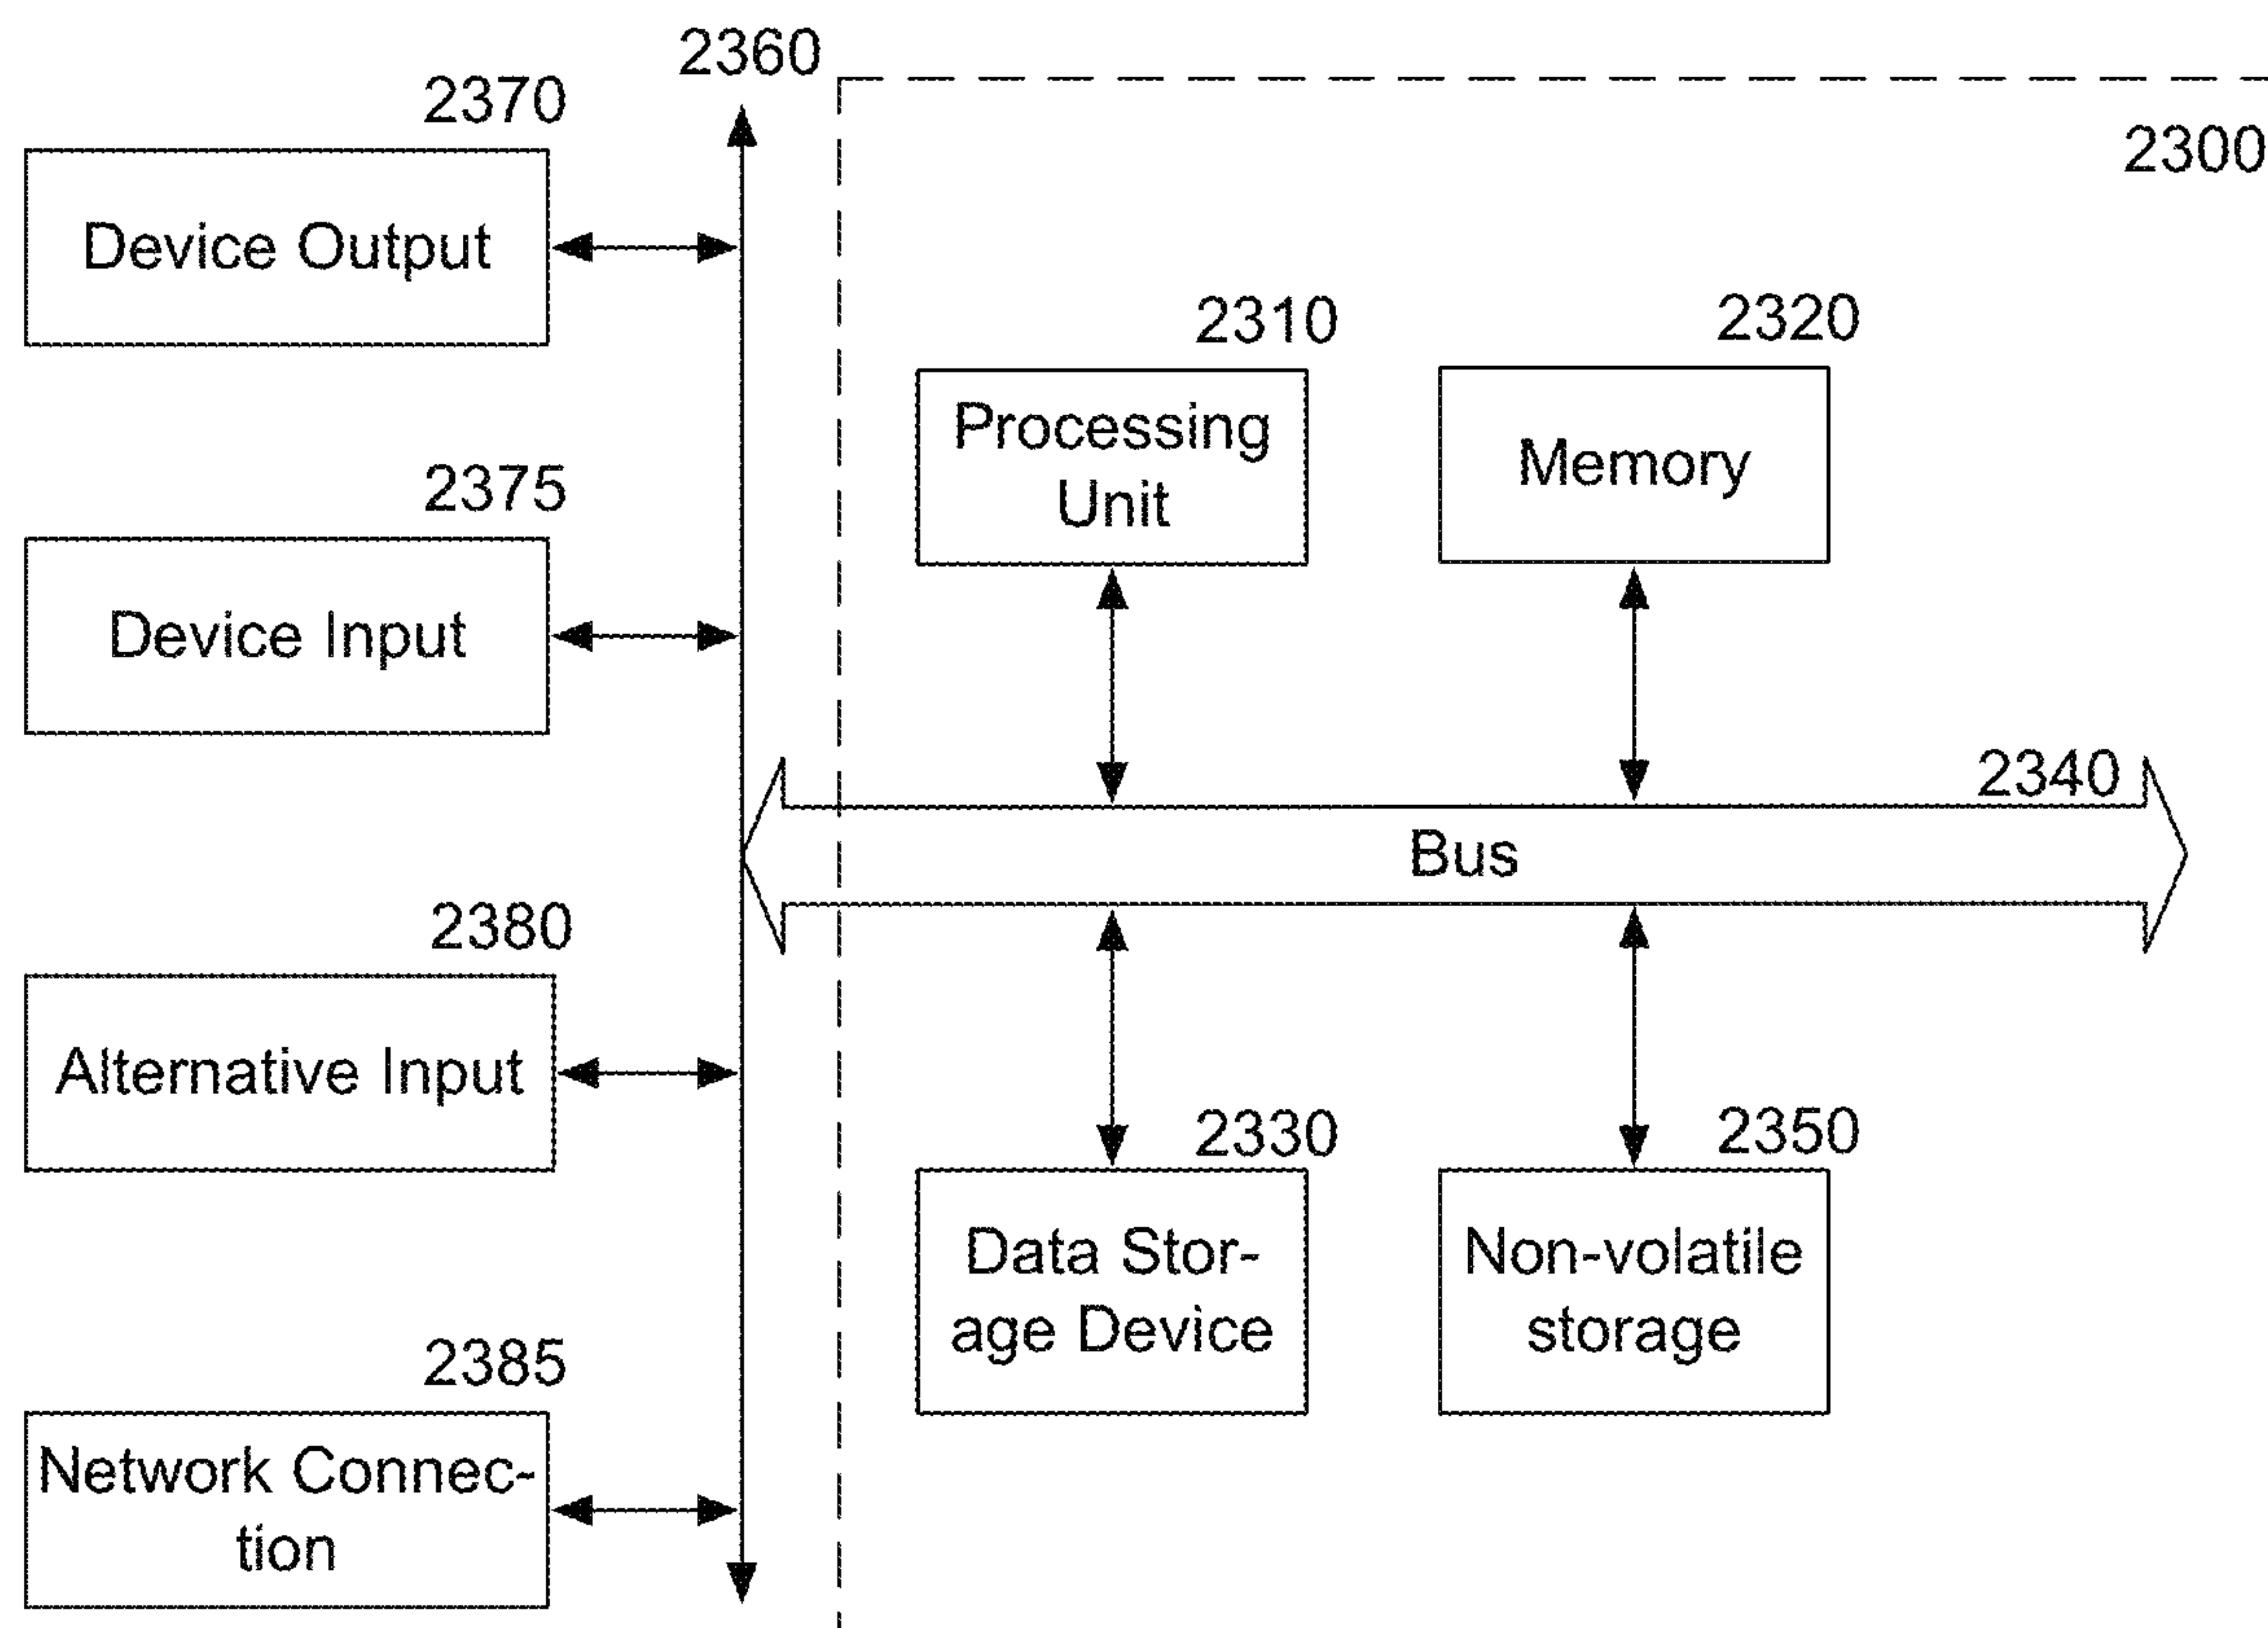 2360
2370
2300
Device Output
2310
2320
Processing
Unit
Memory
2375
Device Input
2340
Bus
2380
Alternative Input
2330
2350
Data Stor-
age Device
Non-volatile
storage
2385
Network Connec-
tion